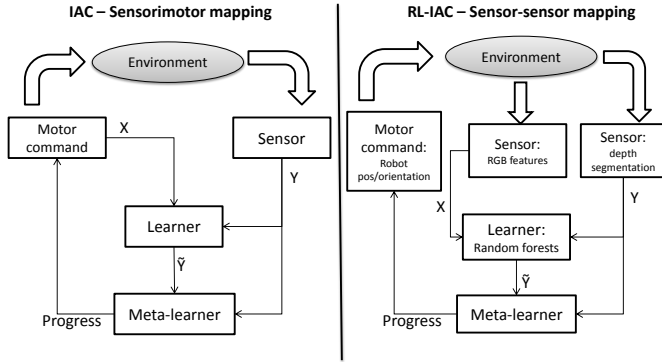 IAC – Sensorimotor mapping
Environment
Motor
command
X
Sensor
Y
Learner
Ỹ
Meta-learner
Progress
RL-IAC – Sensor-sensor mapping
Environment
Motor
command:
Robot
pos/orientation
Sensor:
RGB features
Sensor:
depth
segmentation
X
Y
Learner:
Random forests
Ỹ
Meta-learner
Progress